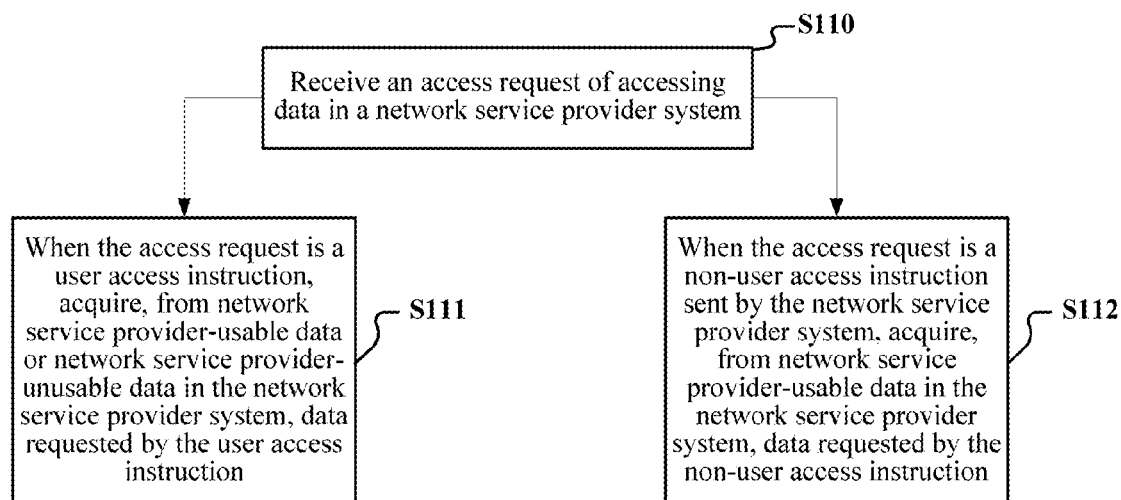 S110
Receive an access request of accessing
data in a network service provider system
When the access request is a
user access instruction,
acquire, from network
service provider-usable data
or network service provider-
unusable data in the network
service provider system, data
requested by the user access
instruction
S111
When the access request is a
non-user access instruction
sent by the network service
provider system, acquire,
from network service
provider-usable data in the
network service provider
system, data requested by the
non-user access instruction
S112